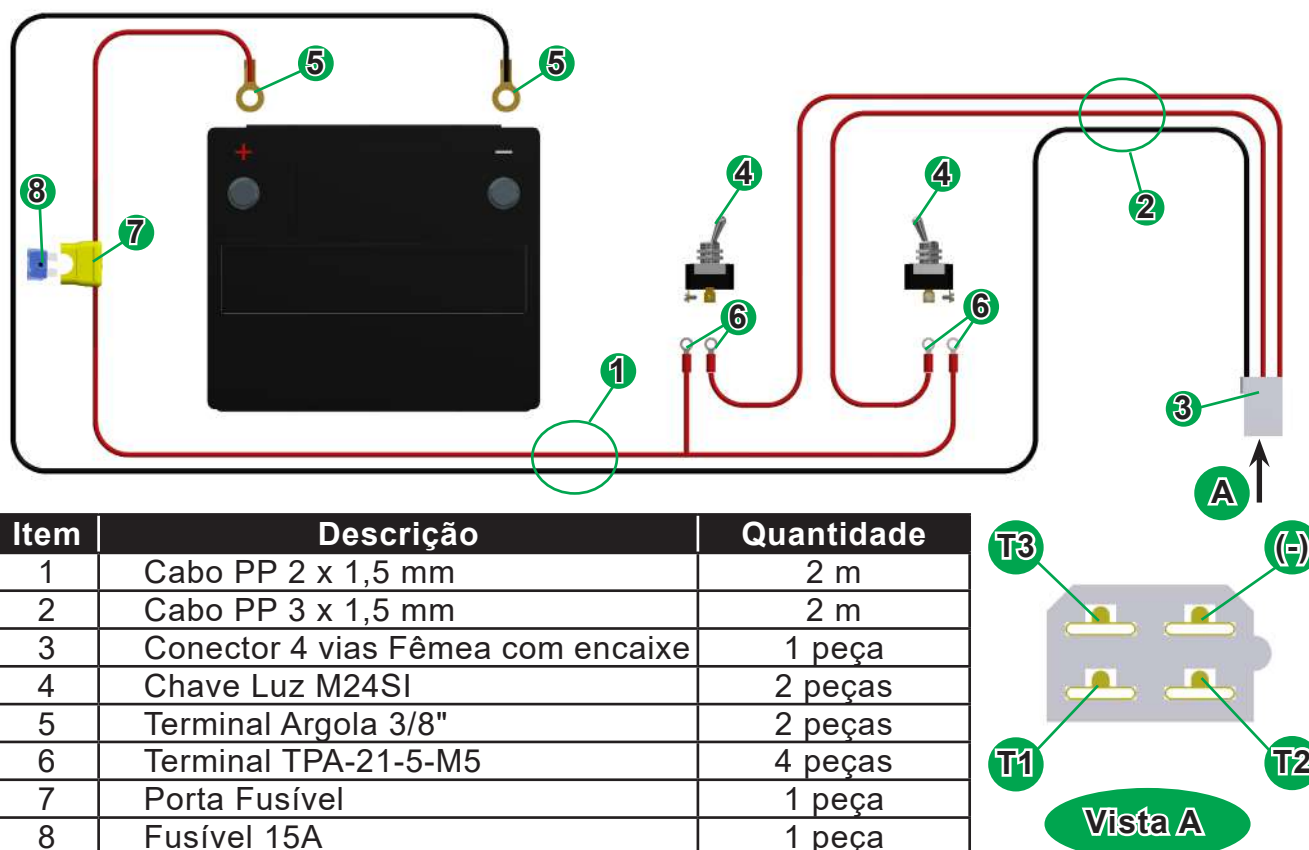 5
5
+
−
8
7
4
4
2
6
6
1
3
A
Item Descrição Quantidade
1 Cabo PP 2 x 1,5 mm 2 m
2 Cabo PP 3 x 1,5 mm 2 m
3 Conector 4 vias Fêmea com encaixe 1 peça
4 Chave Luz M24SI 2 peças
5 Terminal Argola 3/8" 2 peças
6 Terminal TPA-21-5-M5 4 peças
7 Porta Fusível 1 peça
8 Fusível 15A 1 peça
T3
(-)
T1
T2
Vista A